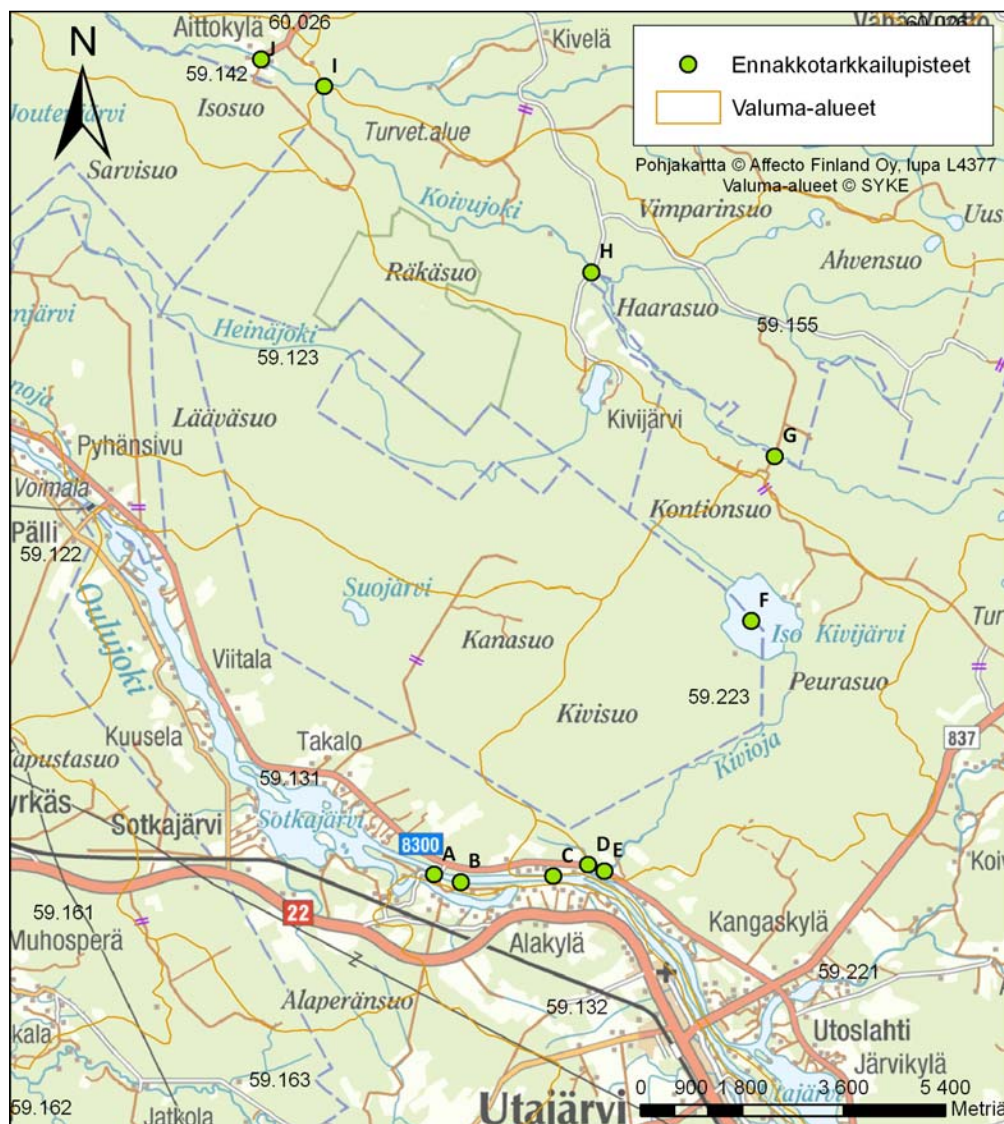 Aittokylä
60.026
60.026
N
J
59.142
I
Kivelä
Ennakkotarkkailupisteet
Valuma-alueet
Pohjakartta © Affecto Finland Oy, lupa L4377
Valuma-alueet © SYKE
Isosuo
Turvet.alue
Sarvisuo
Koivujoki
Vimparinsuo
Räkäsuo
H
Ahvensuo
Haarasuo
Heinäjoki
59.123
59.155
Lääväsuo
Kivijärvi
Pyhänsivu
G
Voimala
Kontionsuo
Pälli
59.122
Suojärvi
F
Iso Kivijärvi
Oulujoki
Kanasuo
Viitala
59.223
Peurasuo
Kivisuo
Kuusela
Kivioja
837
Takalo
59.131
Sotkajärvi
Sotkajärvi
8300
A
B
C
D
E
22
59.161
Muhosperä
Alakylä
Kangaskylä
59.221
Alaperänsuo
59.132
Utoslahti
Järvikylä
59.163
59.162
Jatkola
Utajärvi
Utajärvi
0 900 1 800 3 600 5 400
Metriä